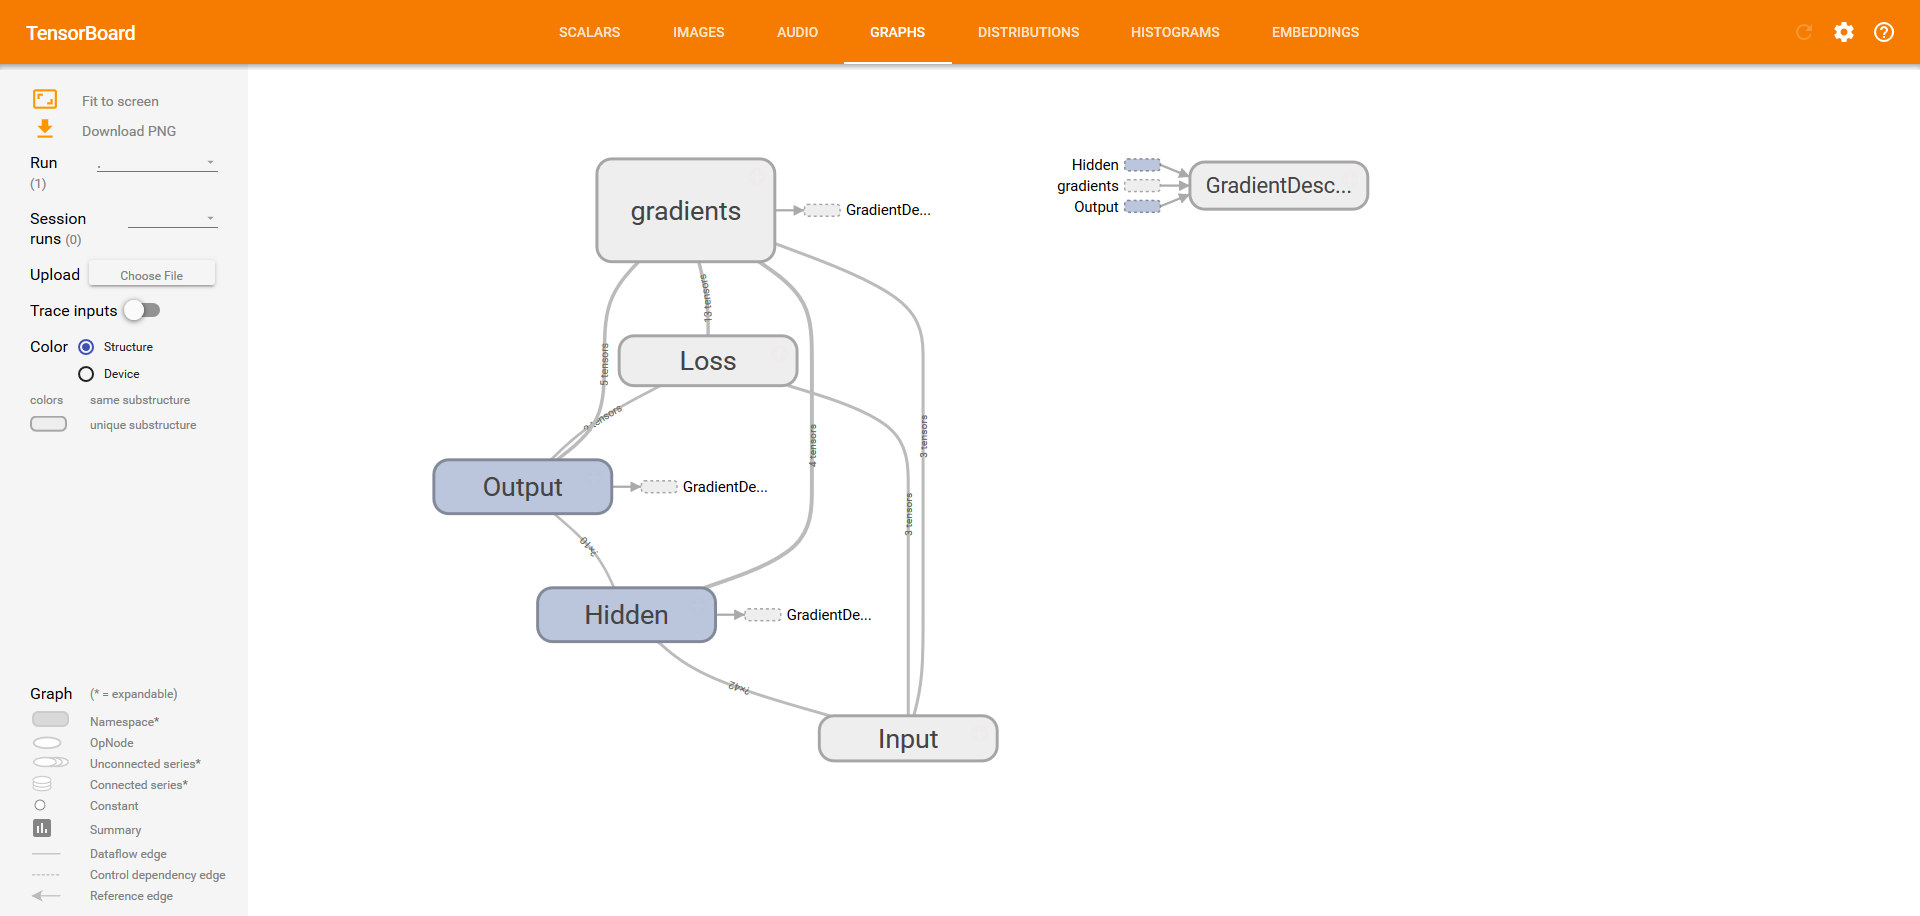 TensorBoard
SCALARS
IMAGES
AUDIO
GRAPHS
DISTRIBUTIONS
HISTOGRAMS
EMBEDDINGS
Fit to screen
Download PNG
Run
(1)
.
Session
runs (0)
Upload
Choose File
Trace inputs
Color
Structure
Device
colors
same substructure
unique substructure
Graph
(* = expandable)
Namespace*
OpNode
Unconnected series*
Connected series*
Constant
Summary
Dataflow edge
Control dependency edge
Reference edge
gradients
GradientDe...
13 tensors
Loss
5 tensors
tensors
4 tensors
3 tensors
3 tensors
Output
GradientDe...
?×10
Hidden
GradientDe...
?×42
Input
Hidden
gradients
Output
GradientDesc...